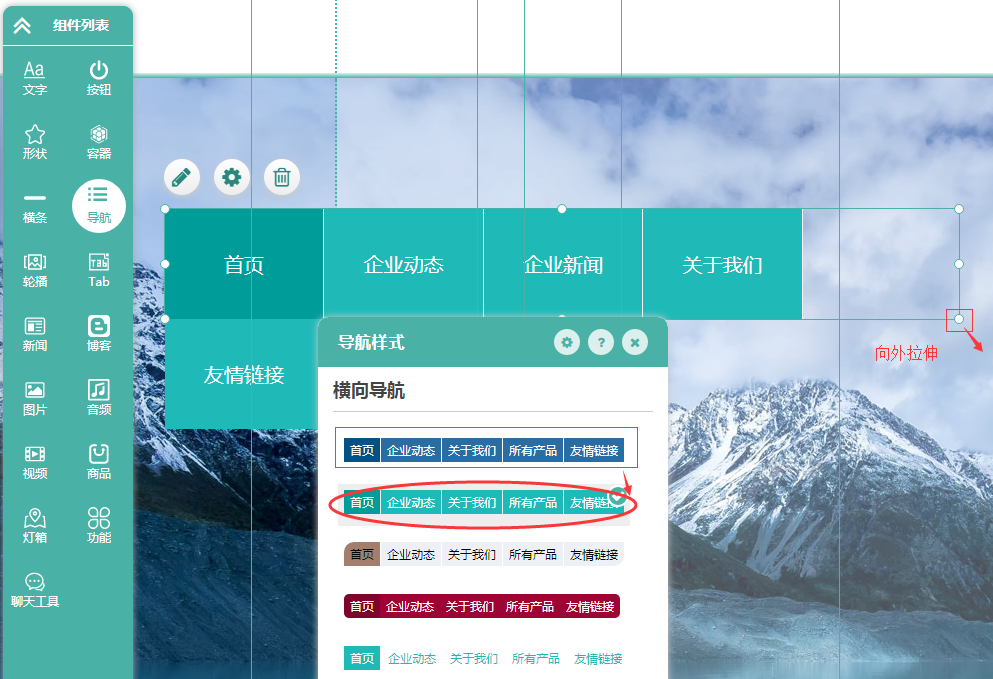 组件列表
Aa
文字
按钮
形状
容器
横条
导航
轮播
Tab
Tab
新闻
博客
图片
音频
视频
商品
灯箱
功能
聊天工具
首页
企业动态
企业新闻
关于我们
友情链接
向外拉伸
导航样式
?
横向导航
首页 企业动态 关于我们 所有产品 友情链接
首页 企业动态 关于我们 所有产品 友情链
首页 企业动态 关于我们 所有产品 友情链接
首页 企业动态 关于我们 所有产品 友情链接
首页 企业动态 关于我们 所有产品 友情链接